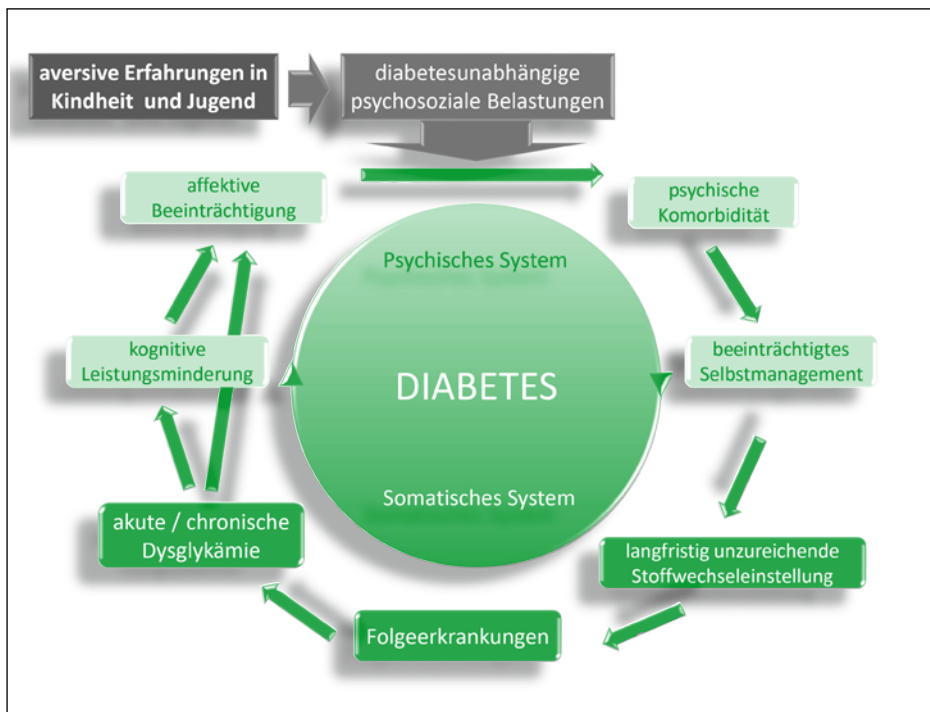 aversive Erfahrungen in
Kindheit und Jugend
diabetesunabhängige
psychosoziale Belastungen
affektive
Beeinträchtigung
psychische
Komorbidität
Psychisches System
kognitive
Leistungsminderung
DIABETES
beeinträchtigtes
Selbstmanagement
Somatisches System
akute / chronische
Dysglykämie
langfristig unzureichende
Stoffwechseleinstellung
Folgeerkrankungen